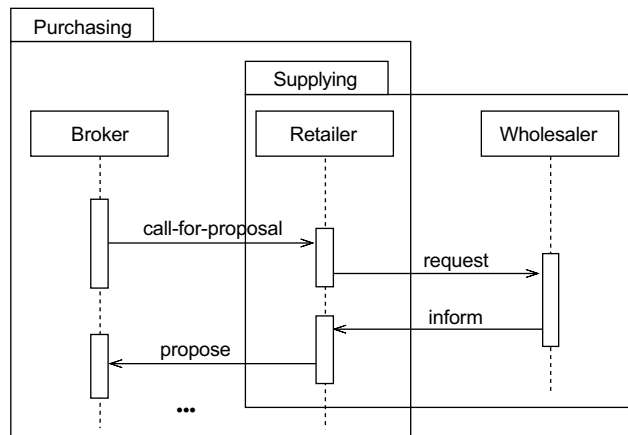 Purchasing
Supplying
Broker
Retailer
Wholesaler
call-for-proposal
request
inform
propose
...